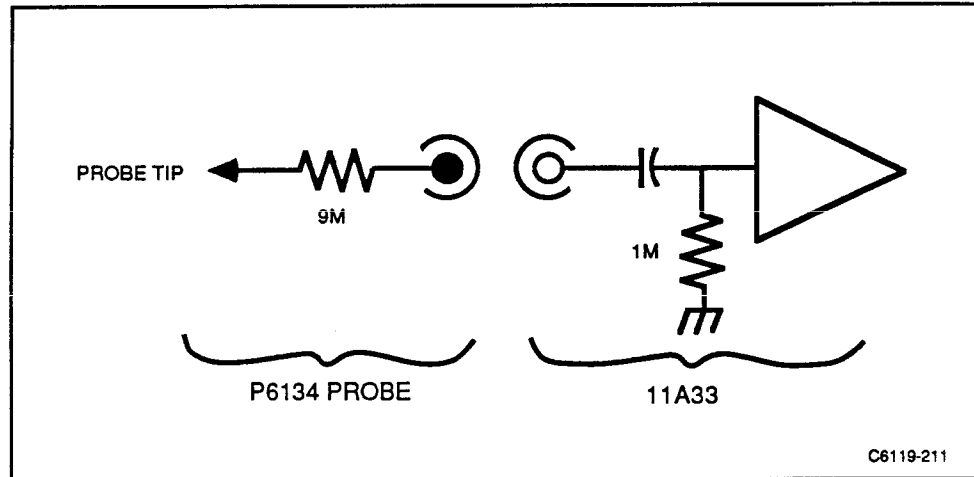 PROBE TIP
9M
1M
P6134 PROBE
11A33
C6119-211